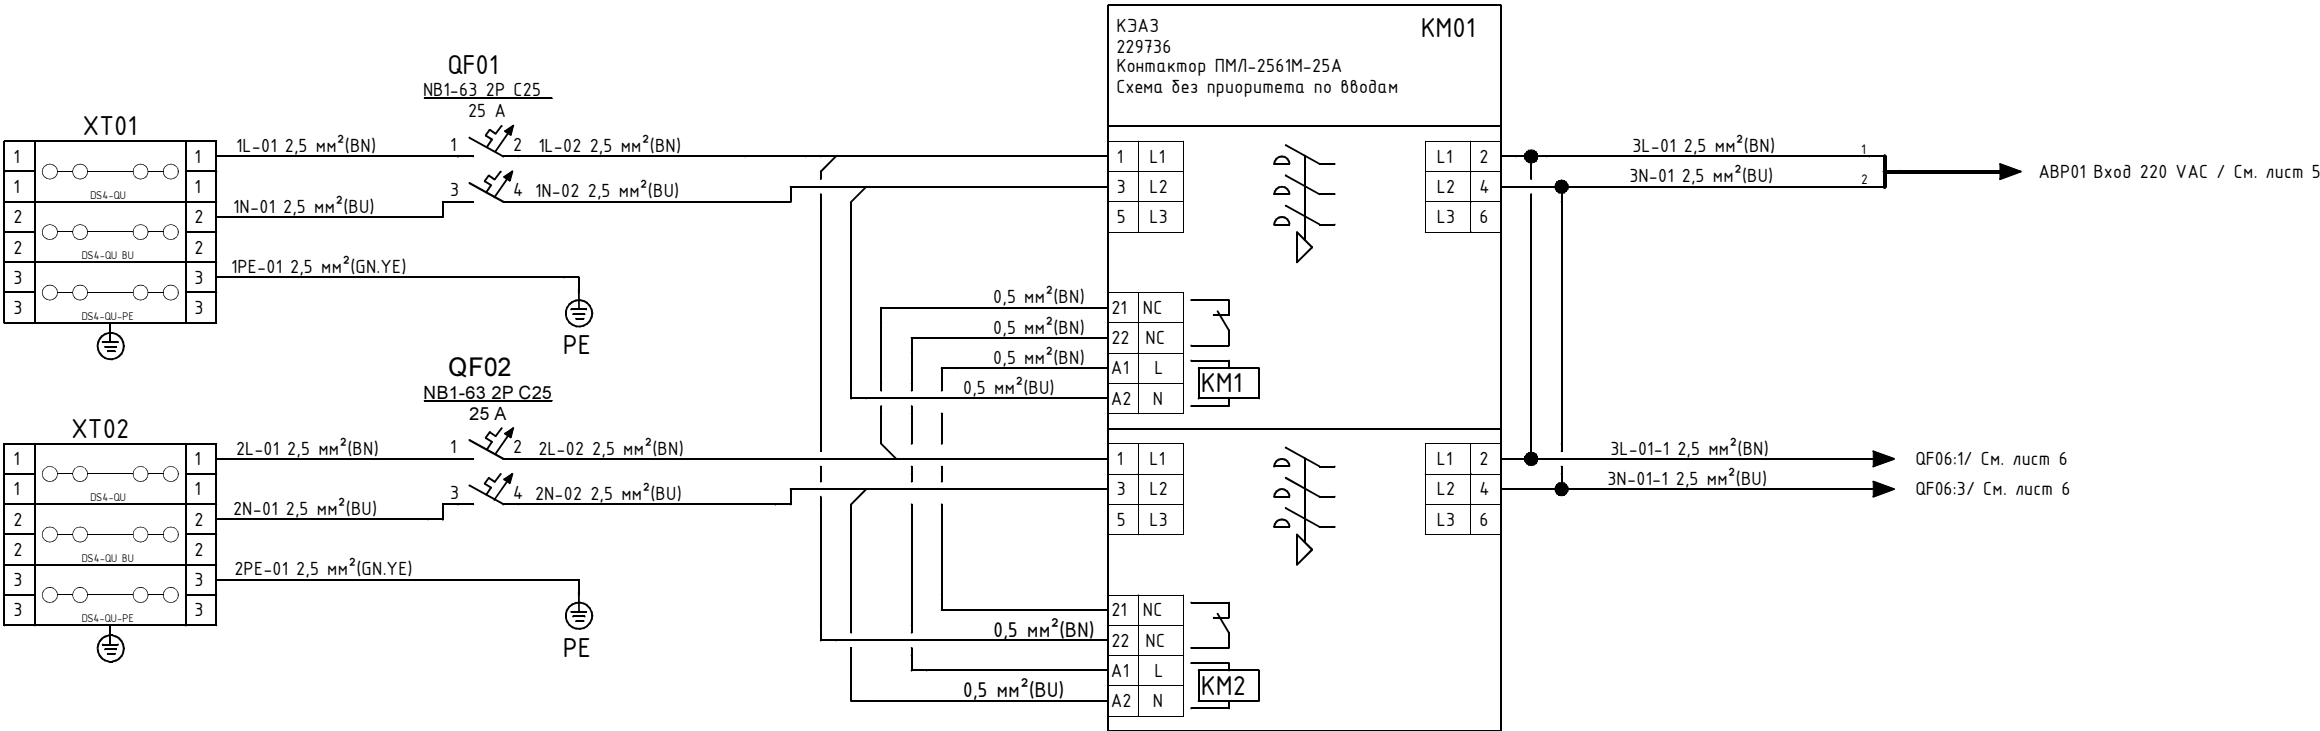 КЭАЗ
229736
Контактор ПМЛ-2561М-25А
Схема без приоритета по вводам
KM01
QF01
NB1-63 2P C25
25 A
XT01
1 1
1 1
DS4-QU
2 2
2 2
DS4-QU BU
3 3
3 3
DS4-QU-PE
1L-01 2,5 мм²(BN)
1 2
1L-02 2,5 мм²(BN)
1N-01 2,5 мм²(BU)
3 4
1N-02 2,5 мм²(BU)
1PE-01 2,5 мм²(GN.YE)
PE
1 L1
3 L2
5 L3
L1 2
L2 4
L3 6
3L-01 2,5 мм²(BN)
1
3N-01 2,5 мм²(BU)
2
АВР01 Вход 220 VAC / См. лист 5
0,5 мм²(BN)
21 NC
0,5 мм²(BN)
22 NC
0,5 мм²(BN)
A1 L
0,5 мм²(BU)
A2 N
KM1
QF02
NB1-63 2P C25
25 A
XT02
1 1
1 1
DS4-QU
2 2
2 2
DS4-QU BU
3 3
3 3
DS4-QU-PE
2L-01 2,5 мм²(BN)
1 2
2L-02 2,5 мм²(BN)
2N-01 2,5 мм²(BU)
3 4
2N-02 2,5 мм²(BU)
2PE-01 2,5 мм²(GN.YE)
PE
1 L1
3 L2
5 L3
L1 2
L2 4
L3 6
3L-01-1 2,5 мм²(BN)
QF06:1/ См. лист 6
3N-01-1 2,5 мм²(BU)
QF06:3/ См. лист 6
21 NC
0,5 мм²(BN)
22 NC
A1 L
0,5 мм²(BU)
A2 N
KM2